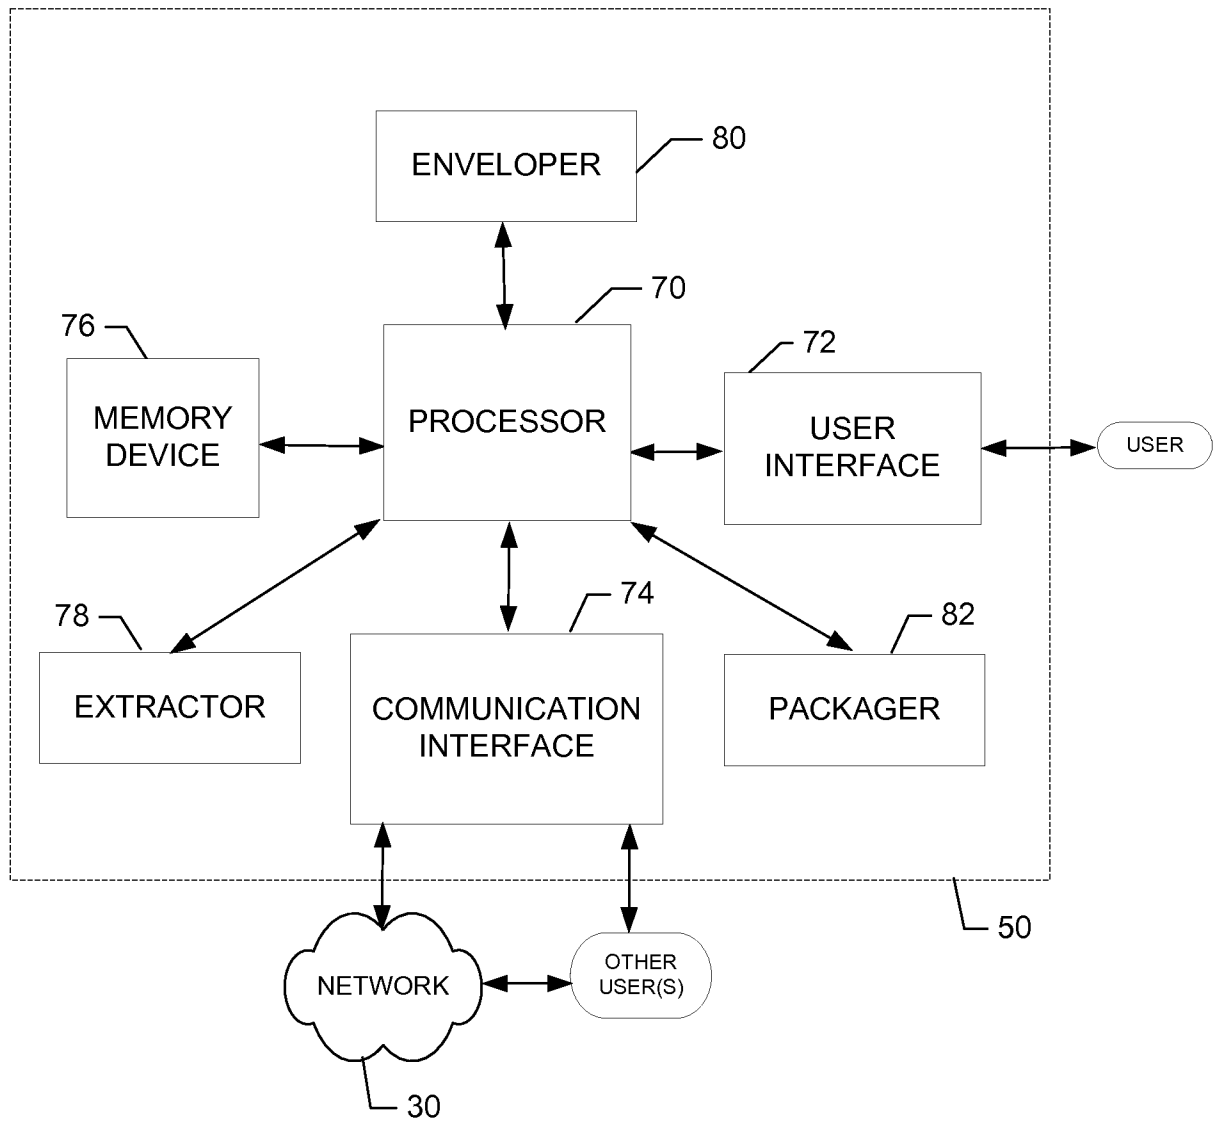 80
ENVELOPER
70
76
72
MEMORY
DEVICE
PROCESSOR
USER
INTERFACE
USER
78
74
82
EXTRACTOR
COMMUNICATION
INTERFACE
PACKAGER
50
NETWORK
OTHER
USER(S)
30